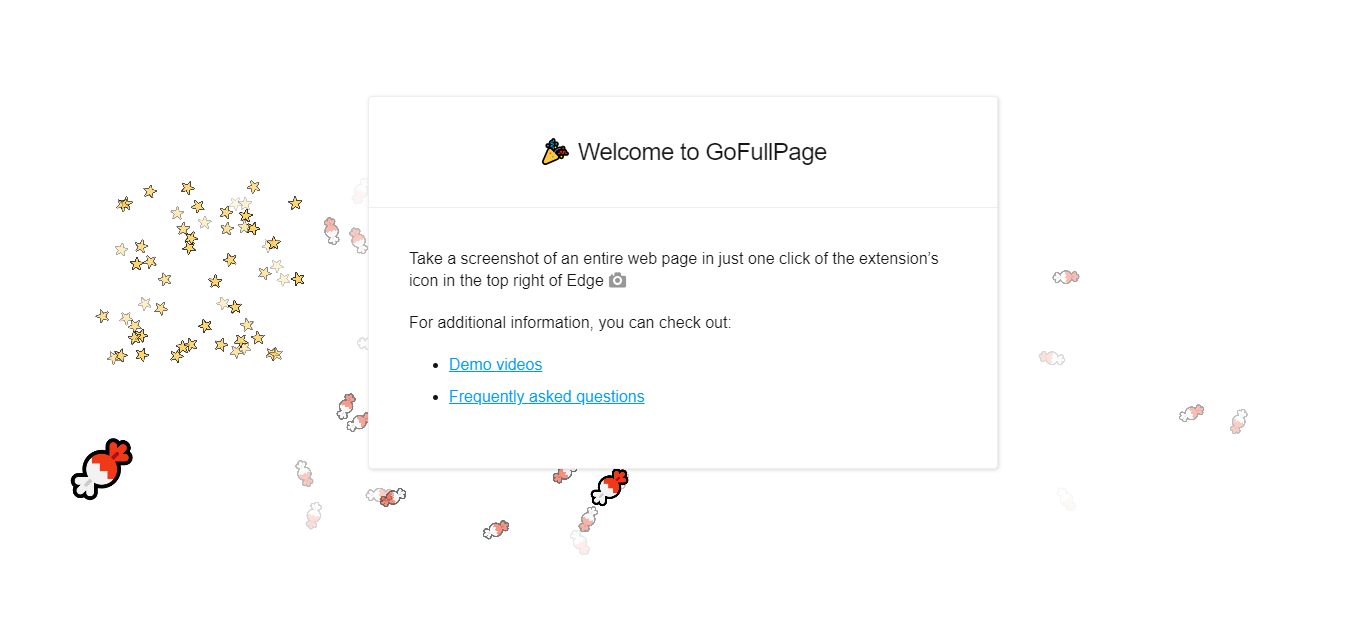 Welcome to GoFullPage
Take a screenshot of an entire web page in just one click of the extension’s
icon in the top right of Edge
For additional information, you can check out:
Demo videos
Frequently asked questions